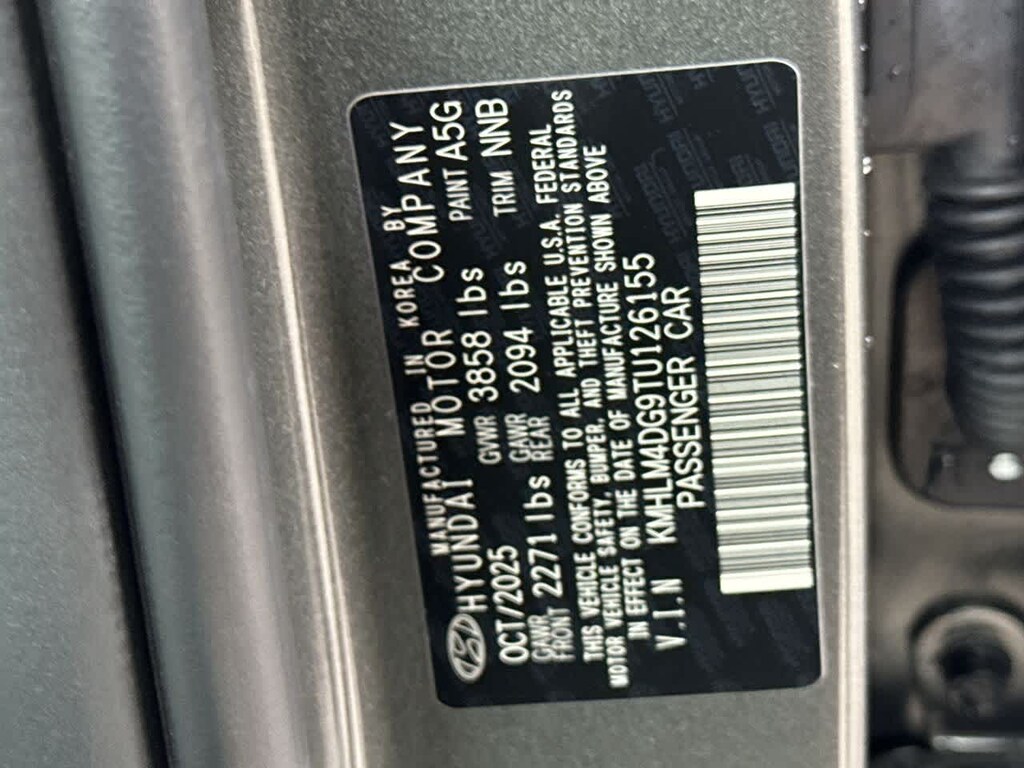 MANUFACTURED IN KOREA BY
HYUNDAI MOTOR COMPANY
OCT/2025 GVWR 3858 lbs PAINT A5G
GAWR FRONT 2271 lbs GAWR REAR 2094 lbs TRIM NNB
THIS VEHICLE CONFORMS TO ALL APPLICABLE U.S.A. FEDERAL
MOTOR VEHICLE SAFETY, BUMPER, AND THEFT PREVENTION STANDARDS
IN EFFECT ON THE DATE OF MANUFACTURE SHOWN ABOVE
V.I.N KMHLM4DG9TU126155
PASSENGER CAR